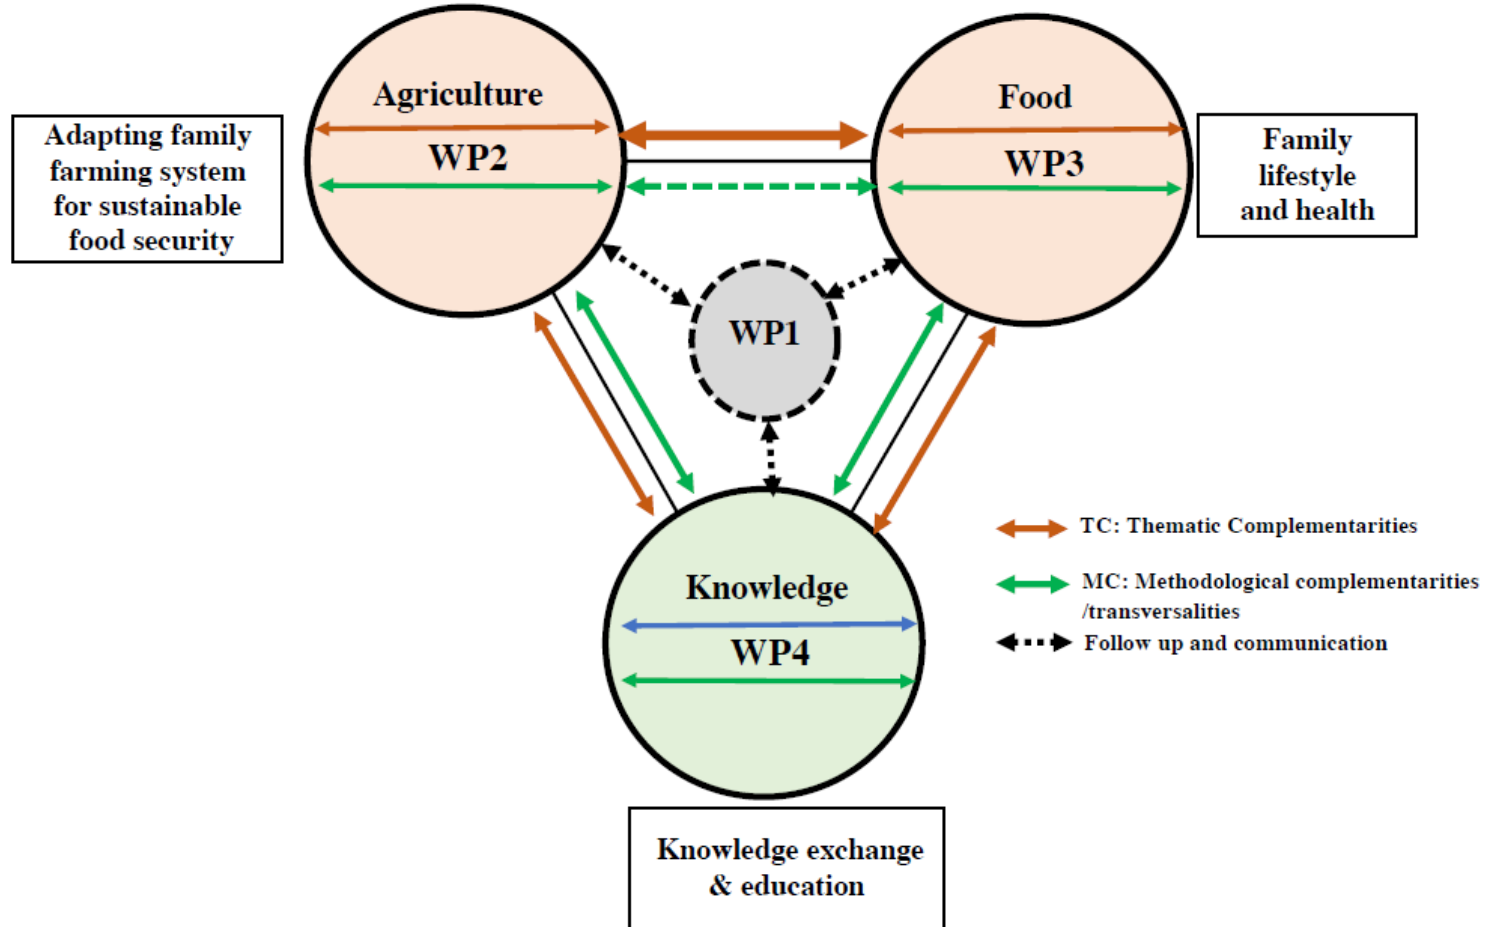 Agriculture
WP2
Food
WP3
Adapting family
farming system
for sustainable
food security
Family
lifestyle
and health
WP1
Knowledge
WP4
TC: Thematic Complementarities
MC: Methodological complementarities
/transversalities
Follow up and communication
Knowledge exchange
& education